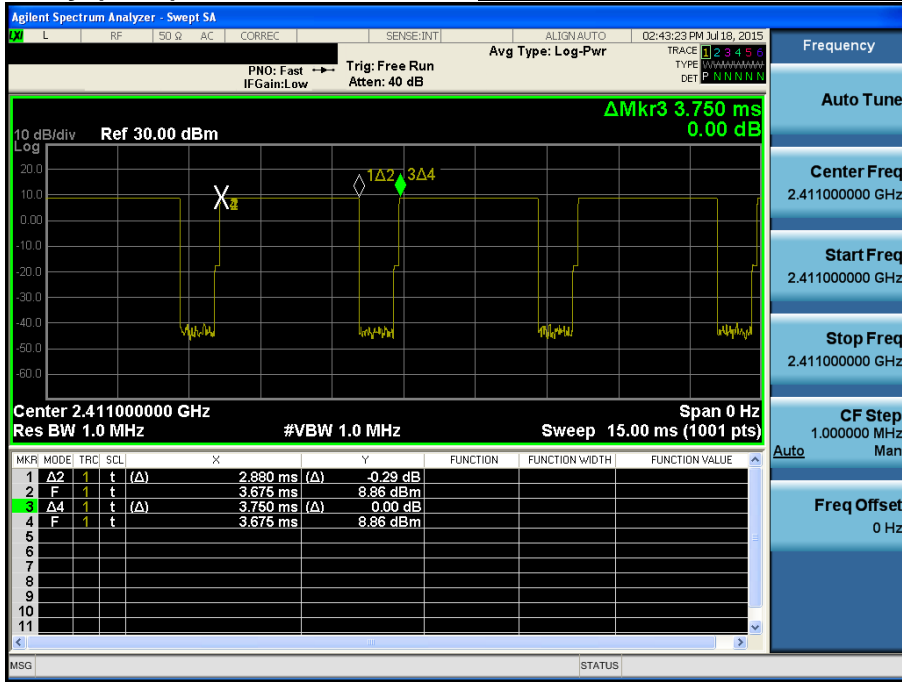 Agilent Spectrum Analyzer - Swept SA
LXI L RF 50 Ω AC CORREC SENSE:INT ALIGN AUTO 02:43:23 PM Jul 18, 2015
Frequency
Avg Type: Log-Pwr
TRACE 1 2 3 4 5 6
PNO: Fast
Trig: Free Run
TYPE WWWWWW
IFGain:Low
Atten: 40 dB
DET P N N N N N
Auto Tune
ΔMkr3 3.750 ms
0.00 dB
10 dB/div Ref 30.00 dBm
Log
20.0
10.0
0.00
-10.0
-20.0
-30.0
-40.0
-50.0
-60.0
1Δ2 3Δ4
X
Center Freq
2.411000000 GHz
Start Freq
2.411000000 GHz
Stop Freq
2.411000000 GHz
Center 2.411000000 GHz Span 0 Hz
Res BW 1.0 MHz #VBW 1.0 MHz Sweep 15.00 ms (1001 pts)
CF Step
1.000000 MHz
Auto Man
MKR MODE TRC SCL X Y FUNCTION FUNCTION WIDTH FUNCTION VALUE
1 Δ2 1 t (Δ) 2.880 ms (Δ) -0.29 dB
2 F 1 t 3.675 ms 8.86 dBm
3 Δ4 1 t (Δ) 3.750 ms (Δ) 0.00 dB
4 F 1 t 3.675 ms 8.86 dBm
5
6
7
8
9
10
11
Freq Offset
0 Hz
MSG STATUS